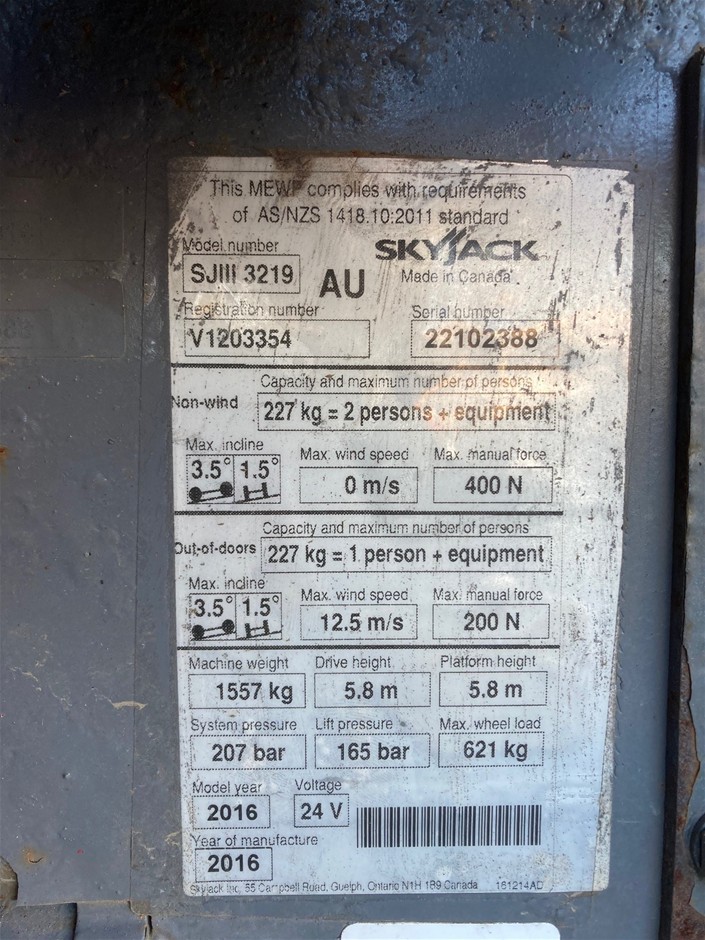 This MEWP complies with requirements
of AS/NZS 1418.10:2011 standard
Model number
SJIII 3219
AU
SKYJACK
Made in Canada
Registration number
V1203354
Serial number
22102388
Non-wind
Capacity and maximum number of persons
227 kg = 2 persons + equipment
Max. incline
3.5° 1.5°
Max. wind speed
0 m/s
Max. manual force
400 N
Out-of-doors
Capacity and maximum number of persons
227 kg = 1 person + equipment
Max. incline
3.5° 1.5°
Max. wind speed
12.5 m/s
Max. manual force
200 N
Machine weight
1557 kg
Drive height
5.8 m
Platform height
5.8 m
System pressure
207 bar
Lift pressure
165 bar
Max. wheel load
621 kg
Model year
2016
Voltage
24 V
Year of manufacture
2016
Skyjack Inc. 55 Campbell Road, Guelph, Ontario N1H 1B9 Canada 161214AD